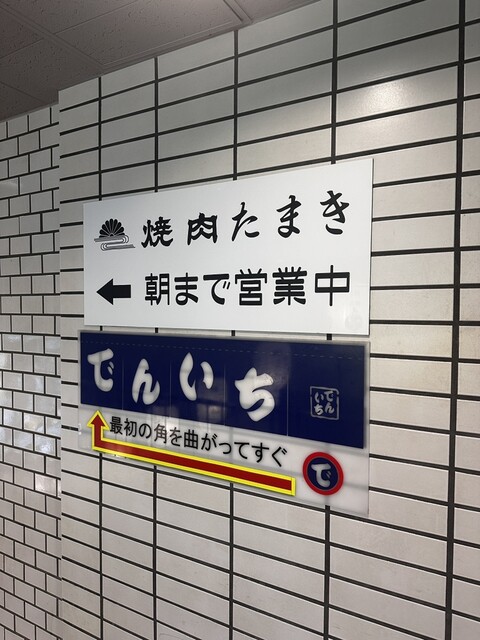 焼肉たまき
朝まで営業中
でんいち
でん
いち
最初の角を曲がってすぐ
で